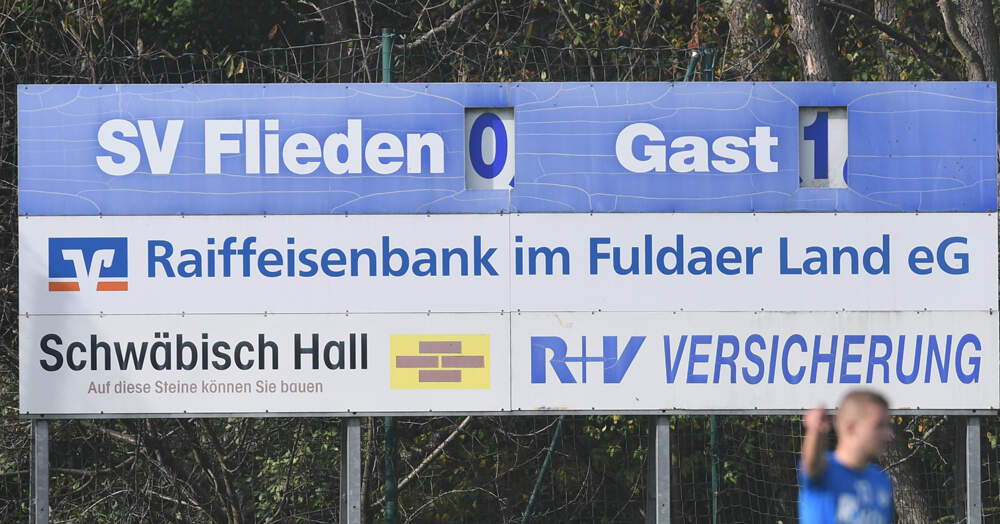 SV Flieden 0 Gast 1
Raiffeisenbank im Fuldaer Land eG
Schwäbisch Hall
Auf diese Steine können Sie bauen
R+V VERSICHERUNG